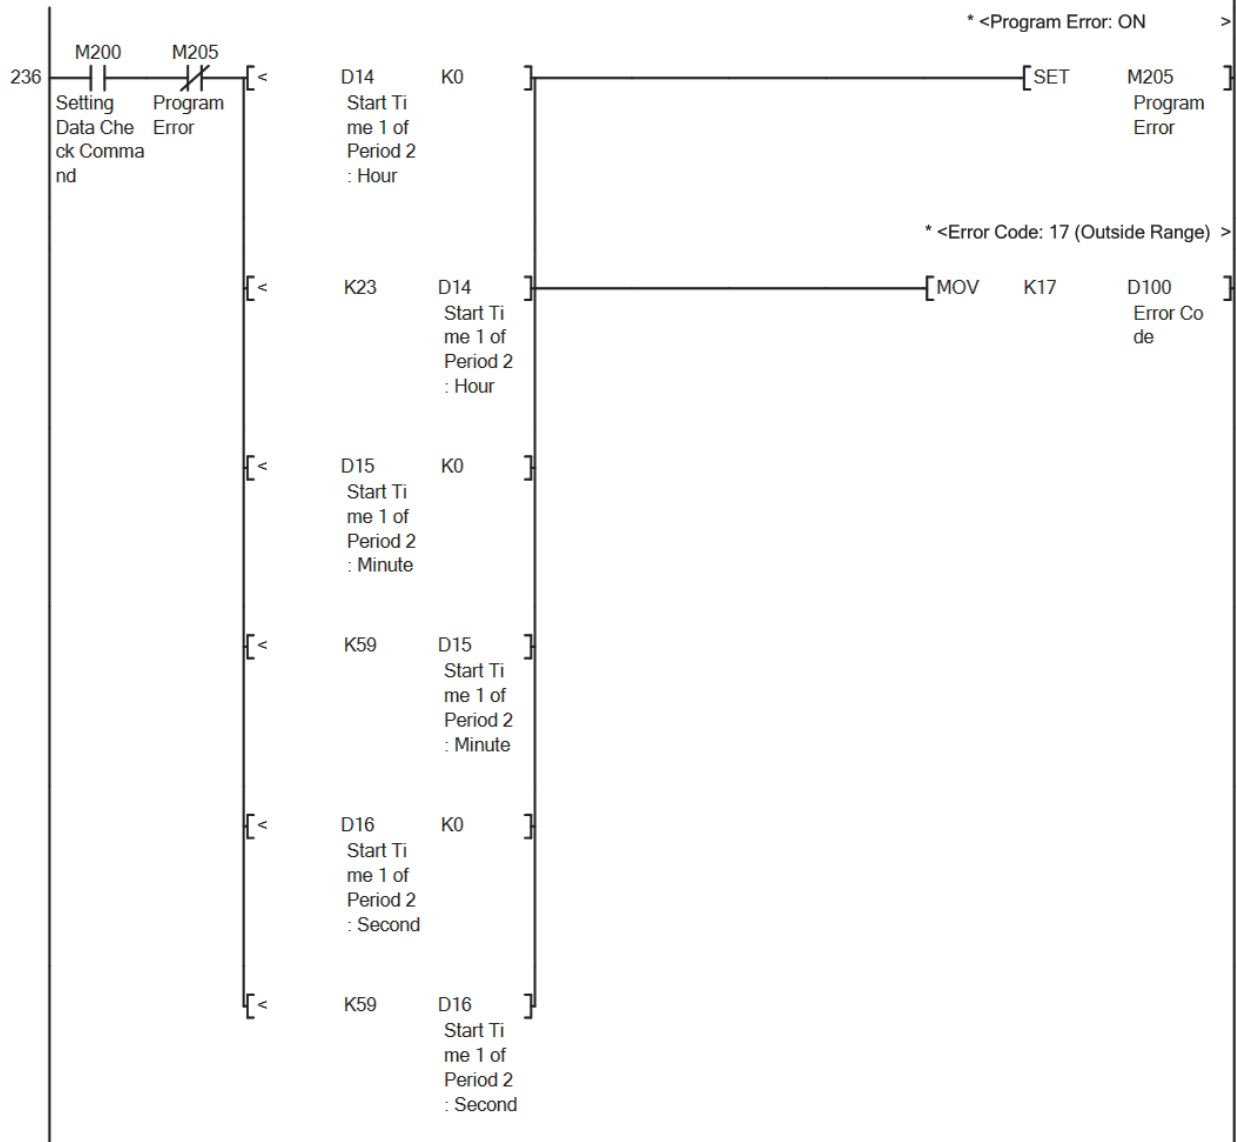 * <Program Error: ON >
M200 M205
236 [< D14 K0 ] [SET M205 ]
Setting Program Start Ti Program
Data Che Error me 1 of Error
ck Comma Period 2
nd : Hour
* <Error Code: 17 (Outside Range) >
[< K23 D14 ] [MOV K17 D100 ]
Start Ti Error Co
me 1 of de
Period 2
: Hour
[< D15 K0 ]
Start Ti
me 1 of
Period 2
: Minute
[< K59 D15 ]
Start Ti
me 1 of
Period 2
: Minute
[< D16 K0 ]
Start Ti
me 1 of
Period 2
: Second
[< K59 D16 ]
Start Ti
me 1 of
Period 2
: Second